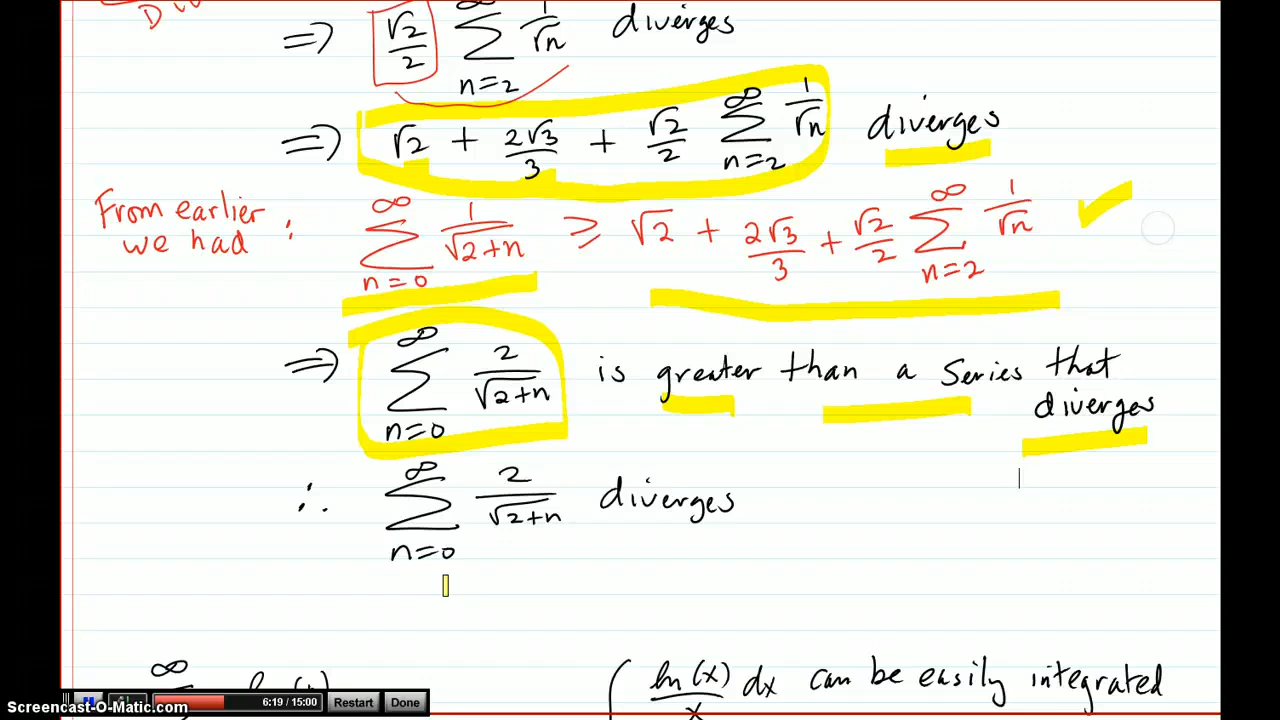 ⇒ √2/2 ∞ Σ n=2 1/√n diverges
⇒ √2 + 2√3/3 + √2/2 ∞ Σ n=2 1/√n diverges
From earlier we had : ∞ Σ n=0 1/√2+n ≥ √2 + 2√3/3 + √2/2 ∞ Σ n=2 1/√n
⇒ ∞ Σ n=0 2/√2+n is greater than a series that
diverges
∴ ∞ Σ n=0 2/√2+n diverges
∞ ( ln(x)/x dx can be easily integrated
6:19 / 15:00 Restart Done
Screencast-O-Matic.com